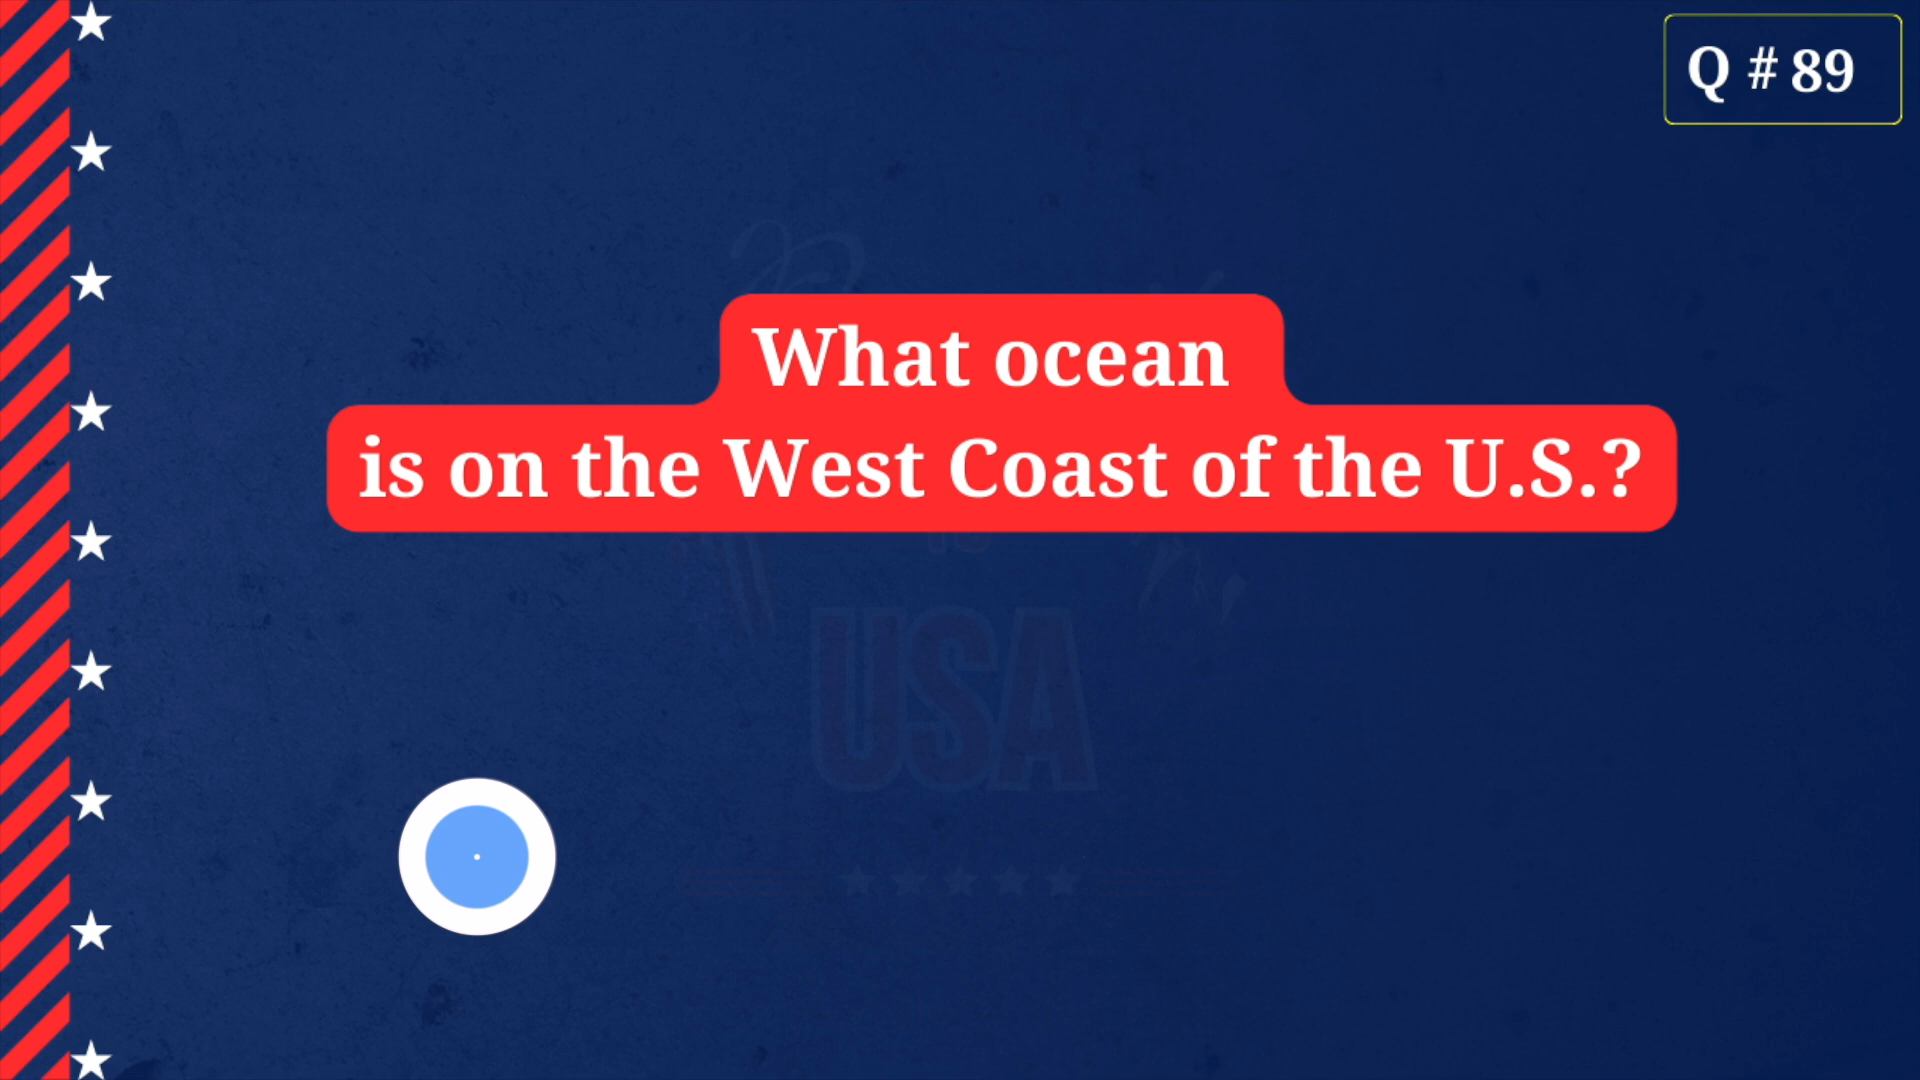 Q # 89
What ocean
is on the West Coast of the U.S.?
USA